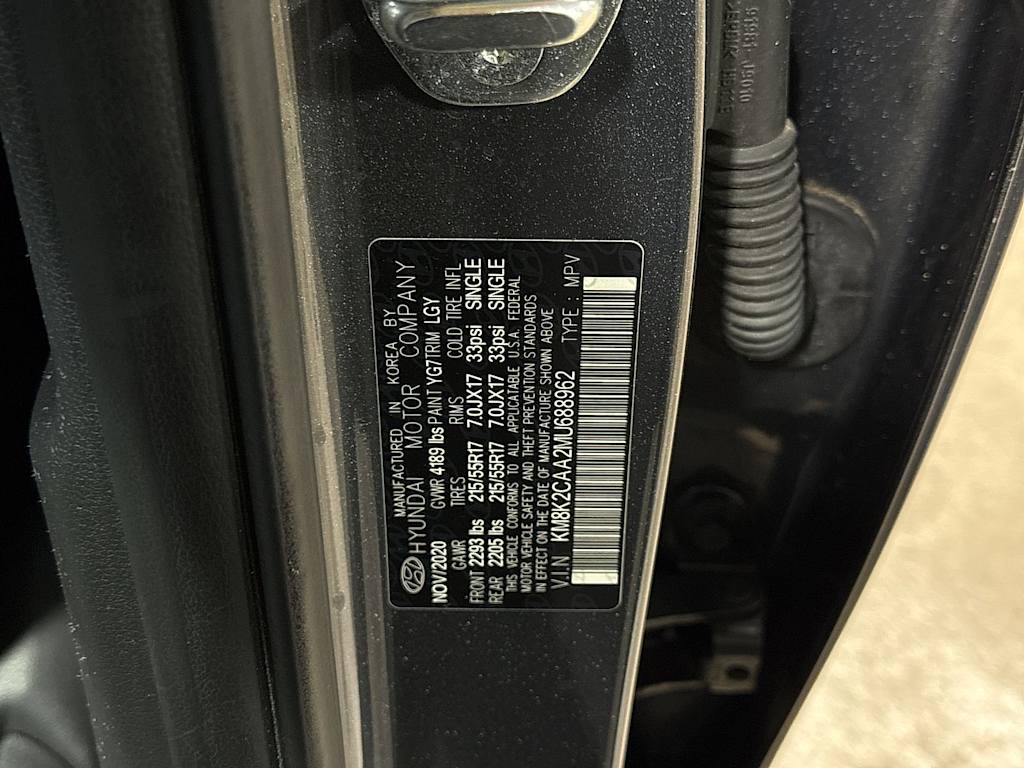 MANUFACTURED IN KOREA BY
HYUNDAI MOTOR COMPANY
NOV/2020 GVWR 4189 lbs PAINT YG7 TRIM LGY
GAWR TIRES RIMS COLD TIRE INFL
FRONT 2293 lbs 215/55R17 7.0JX17 33psi SINGLE
REAR 2205 lbs 215/55R17 7.0JX17 33psi SINGLE
THIS VEHICLE CONFORMS TO ALL APPLICABLE U.S.A. FEDERAL
MOTOR VEHICLE SAFETY AND THEFT PREVENTION STANDARDS
IN EFFECT ON THE DATE OF MANUFACTURE SHOWN ABOVE
VIN KM8K2CAA2MU688962 TYPE : MPV